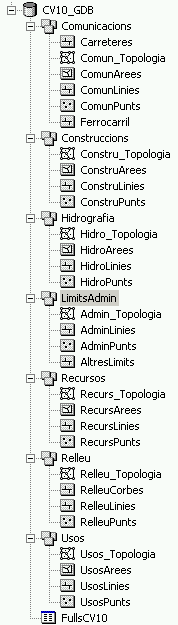 CV10_GDB
Comunicacions
Carreteres
Comun_Topologia
ComunArees
ComunLinies
ComunPunts
Ferrocarril
Construccions
Constru_Topologia
ConstruArees
ConstruLinies
ConstruPunts
Hidrografia
Hidro_Topologia
HidroArees
HidroLinies
HidroPunts
LimitsAdmin
Admin_Topologia
AdminLinies
AdminPunts
AltresLimits
Recursos
Recurs_Topologia
RecursArees
RecursLinies
RecursPunts
Relleu
Relleu_Topologia
RelleuCorbes
RelleuLinies
RelleuPunts
Usos
Usos_Topologia
UsosArees
UsosLinies
UsosPunts
FullsCV10